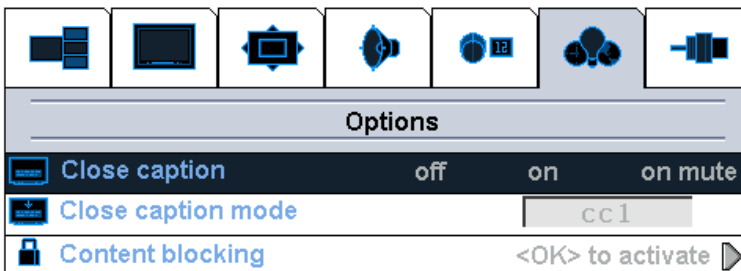 12
Options
Close caption off on on mute
Close caption mode cc1
Content blocking <OK> to activate